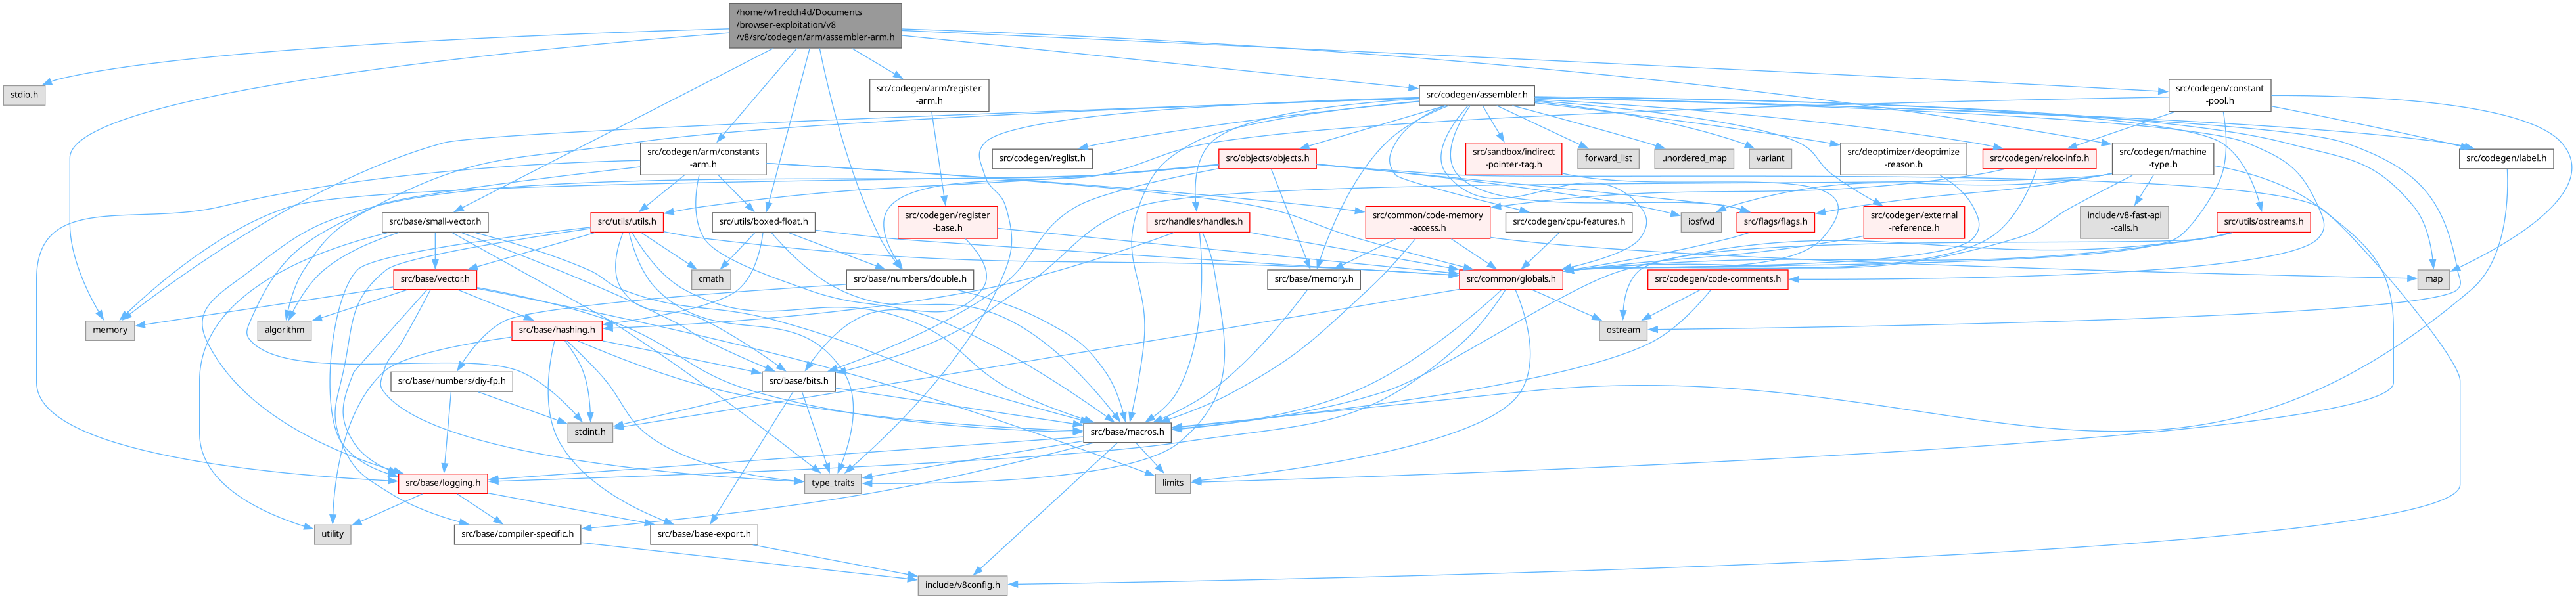 /home/w1redch4d/Documents
/browser-exploitation/v8
/v8/src/codegen/arm/assembler-arm.h
stdio.h
src/codegen/arm/register
-arm.h
src/codegen/assembler.h
src/codegen/constant
-pool.h
src/codegen/arm/constants
-arm.h
src/codegen/reglist.h
src/objects/objects.h
src/sandbox/indirect
-pointer-tag.h
forward_list
unordered_map
variant
src/deoptimizer/deoptimize
-reason.h
src/codegen/reloc-info.h
src/codegen/machine
-type.h
src/codegen/label.h
src/base/small-vector.h
src/utils/utils.h
src/utils/boxed-float.h
src/codegen/register
-base.h
src/handles/handles.h
src/common/code-memory
-access.h
src/codegen/cpu-features.h
iosfwd
src/flags/flags.h
src/codegen/external
-reference.h
include/v8-fast-api
-calls.h
src/utils/ostreams.h
src/base/vector.h
cmath
src/base/numbers/double.h
src/base/memory.h
src/common/globals.h
src/codegen/code-comments.h
map
memory
algorithm
src/base/hashing.h
ostream
src/base/numbers/diy-fp.h
src/base/bits.h
stdint.h
src/base/macros.h
src/base/logging.h
type_traits
limits
utility
src/base/compiler-specific.h
src/base/base-export.h
include/v8config.h